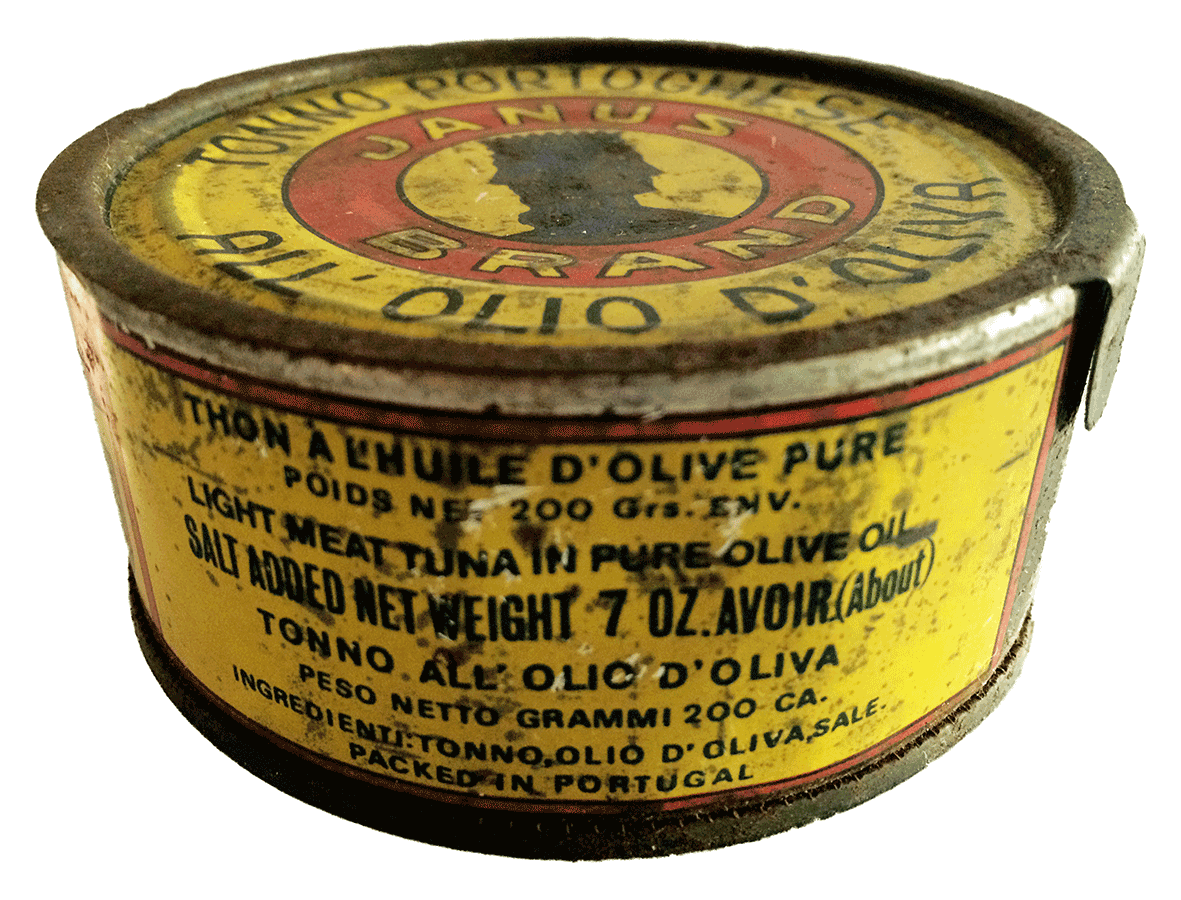 TONNO PORTOGHESE
ALL' OLIO D'OLIVA
JANUS
BRAND
THON A L'HUILE D'OLIVE PURE
POIDS NET 200 Grs. ENV.
LIGHT MEAT TUNA IN PURE OLIVE OIL
SALT ADDED NET WEIGHT 7 OZ. AVOIR.(About)
TONNO ALL' OLIO D'OLIVA
PESO NETTO GRAMMI 200 CA.
INGREDIENTI:TONNO,OLIO D'OLIVA,SALE.
PACKED IN PORTUGAL